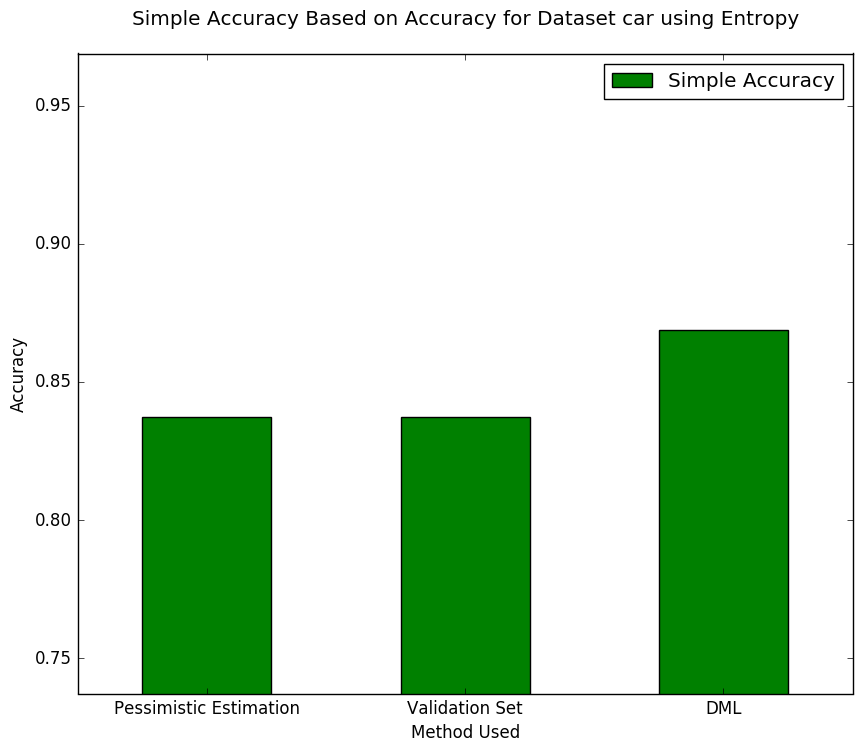 Simple Accuracy Based on Accuracy for Dataset car using Entropy
Simple Accuracy
0.95
0.90
0.85
0.80
0.75
Accuracy
Pessimistic Estimation
Validation Set
DML
Method Used